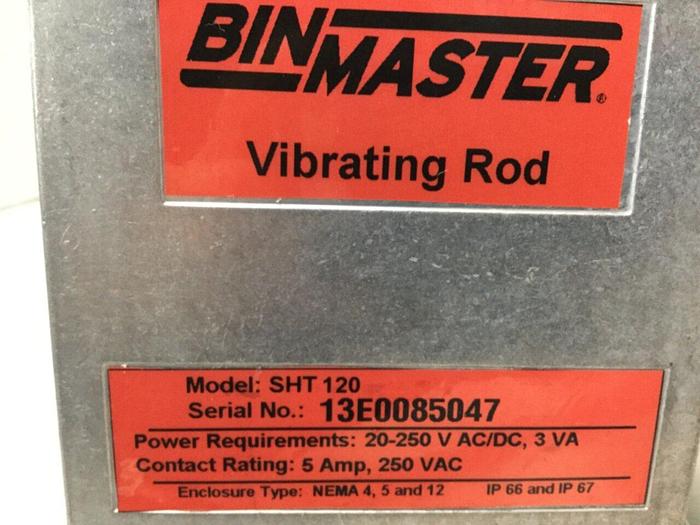 BINMASTER®
Vibrating Rod
Model: SHT 120
Serial No.: 13E0085047
Power Requirements: 20-250 V AC/DC, 3 VA
Contact Rating: 5 Amp, 250 VAC
Enclosure Type: NEMA 4, 5 and 12 IP 66 and IP 67